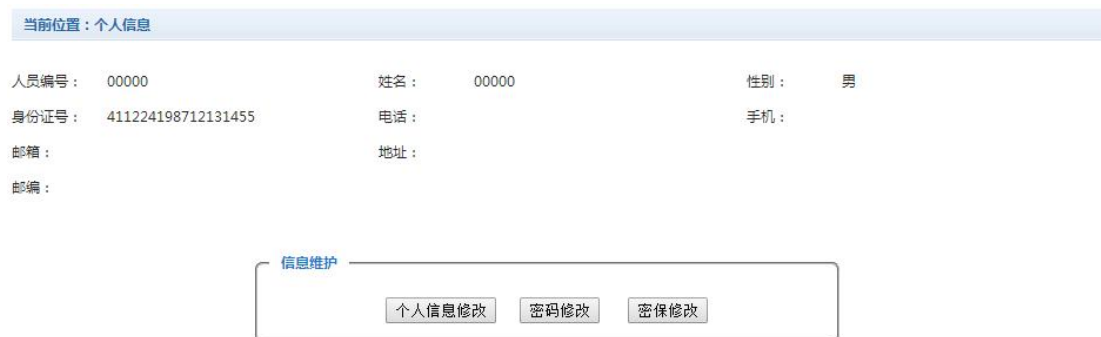 当前位置：个人信息
人员编号： 00000 姓名： 00000 性别： 男
身份证号： 411224198712131455 电话： 手机：
邮箱： 地址：
邮编：
信息维护
个人信息修改 密码修改 密保修改